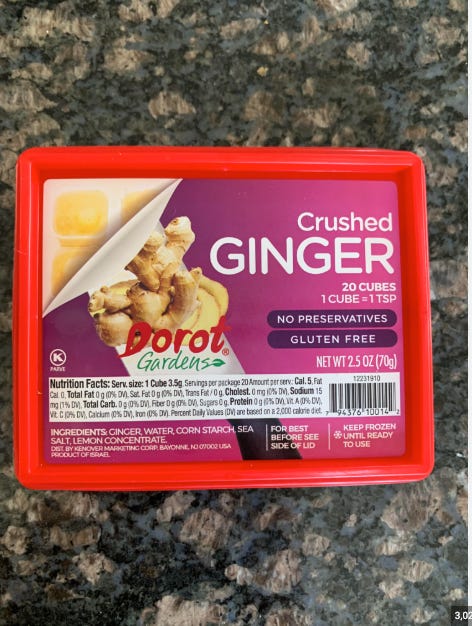 Crushed
GINGER
20 CUBES
1 CUBE = 1 TSP
NO PRESERVATIVES
GLUTEN FREE
NET WT 2.5 OZ (70g)
Dorot®
Gardens
K
PARVE
Nutrition Facts: Serv. size: 1 Cube 3.5g, Servings per package 20 Amount per serv.: Cal. 5, Fat
Cal. 0, Total Fat 0 g (0% DV), Sat. Fat 0 g (0% DV), Trans Fat / 0 g, Cholest. 0 mg (0% DV), Sodium 15
mg (1% DV), Total Carb. 0 g (0% DV), Fiber 0 g (0% DV), Sugars 0 g, Protein 0 g (0% DV), Vit. A (0% DV),
Vit. C (0% DV), Calcium (0% DV), Iron (0% DV). Percent Daily Values (DV) are based on a 2,000 calorie diet.
12231910
7 94376 10014 2
INGREDIENTS: GINGER, WATER, CORN STARCH, SEA
SALT, LEMON CONCENTRATE.
DIST. BY KENOVER MARKETING CORP. BAYONNE, NJ 07002 USA
PRODUCT OF ISRAEL
FOR BEST
BEFORE SEE
SIDE OF LID
KEEP FROZEN
UNTIL READY
TO USE